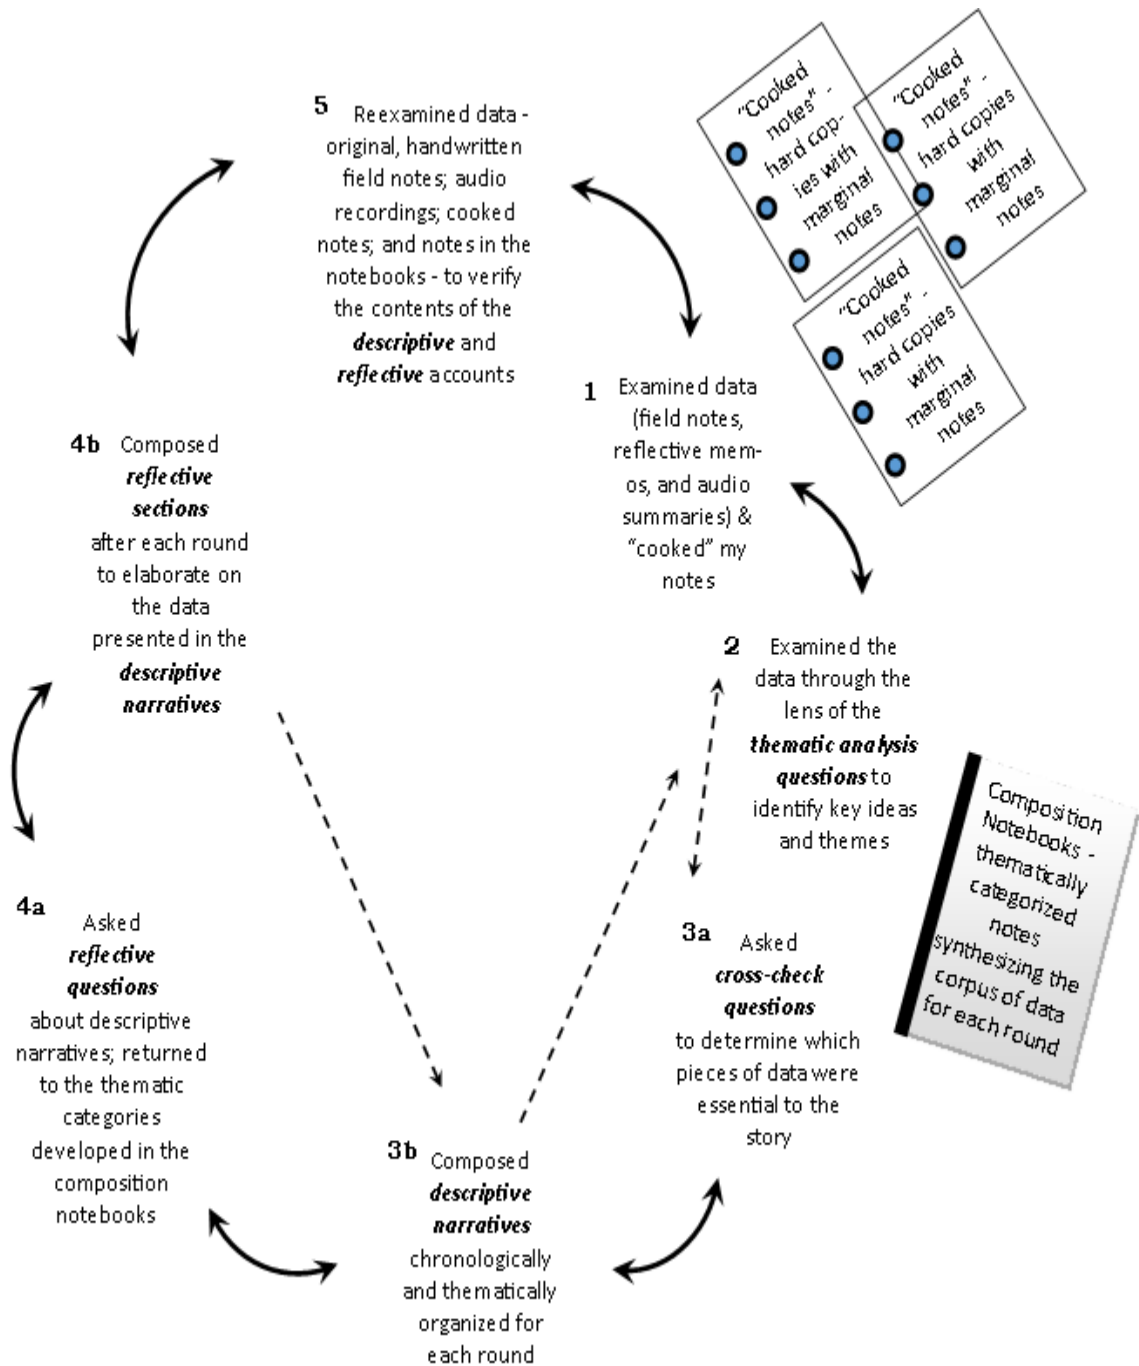 5 Reexamined data -
original, handwritten
field notes; audio
recordings; cooked
notes; and notes in the
notebooks - to verify
the contents of the
descriptive and
reflective accounts
"Cooked
notes" -
hard cop-
ies with
marginal
notes
"Cooked
notes" -
hard copies
with
marginal
notes
"Cooked
notes" -
hard copies
with
marginal
notes
1 Examined data
(field notes,
reflective mem-
os, and audio
summaries) &
"cooked" my
notes
2 Examined the
data through the
lens of the
thematic analysis
questions to
identify key ideas
and themes
Composition
Notebooks -
thematically
categorized
notes
synthesizing the
corpus of data
for each round
3a Asked
cross-check
questions
to determine which
pieces of data were
essential to the
story
3b Composed
descriptive
narratives
chronologically
and thematically
organized for
each round
4a Asked
reflective
questions
about descriptive
narratives; returned
to the thematic
categories
developed in the
composition
notebooks
4b Composed
reflective
sections
after each round
to elaborate on
the data
presented in the
descriptive
narratives